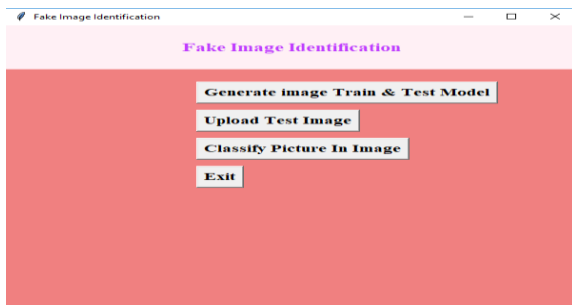 Fake Image Identification
Fake Image Identification
Generate image Train & Test Model
Upload Test Image
Classify Picture In Image
Exit